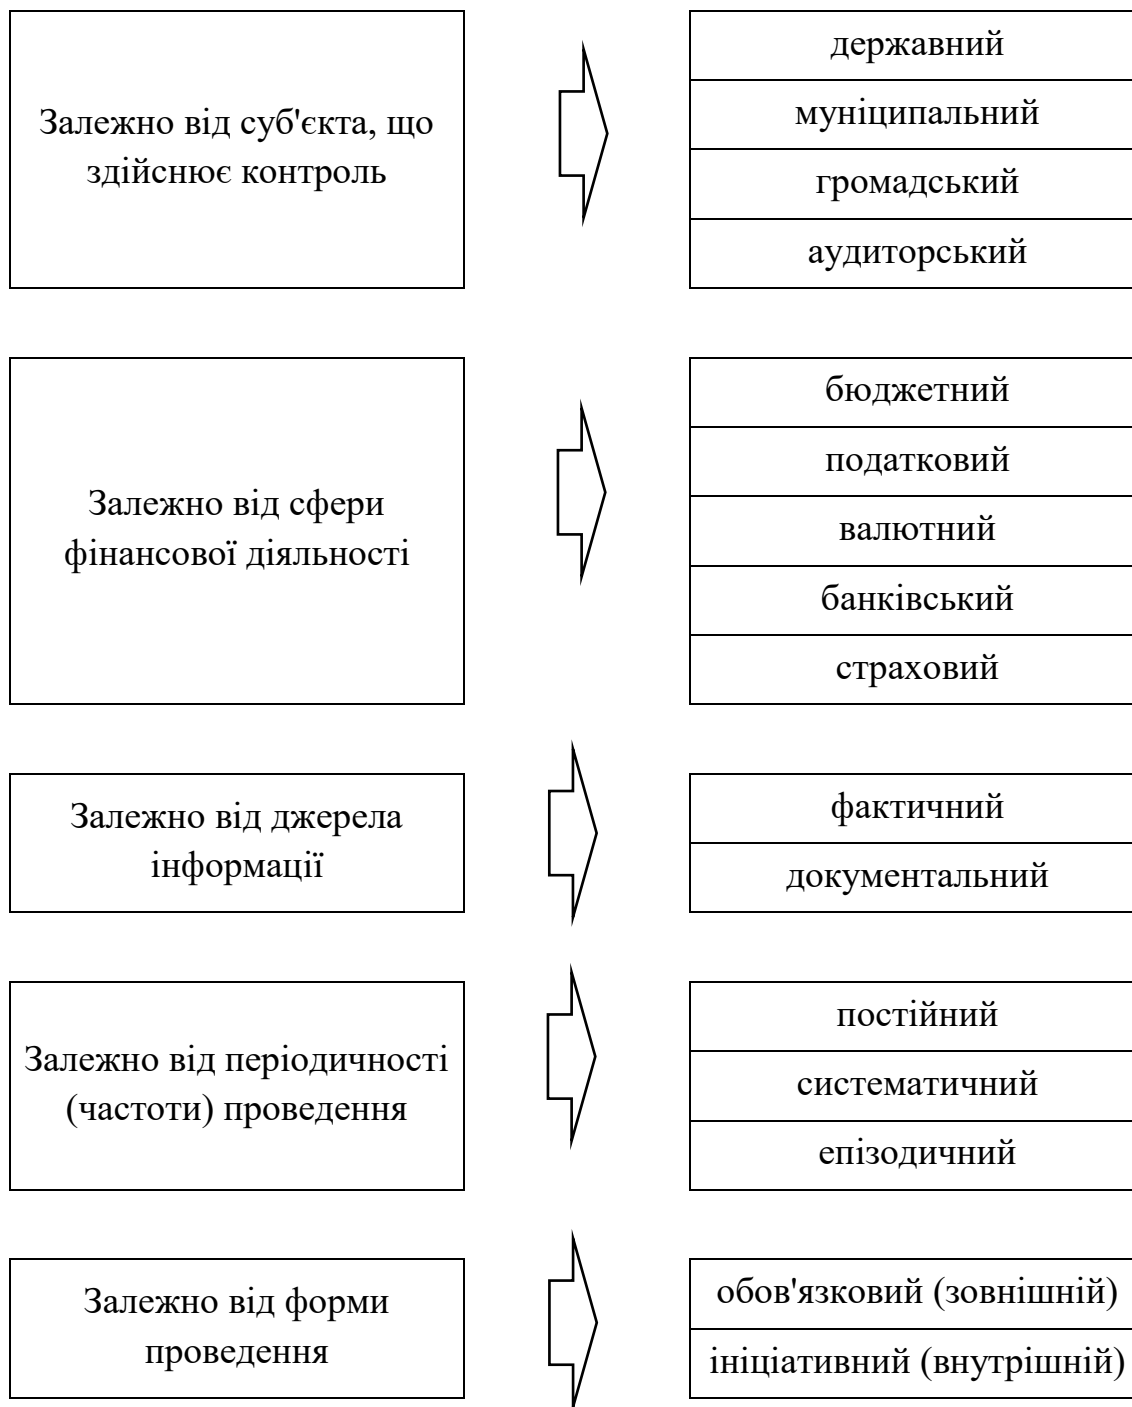 Залежно від суб'єкта, що
здійснює контроль
державний
муніципальний
громадський
аудиторський
Залежно від сфери
фінансової діяльності
бюджетний
податковий
валютний
банківський
страховий
Залежно від джерела
інформації
фактичний
документальний
Залежно від періодичності
(частоти) проведення
постійний
систематичний
епізодичний
Залежно від форми
проведення
обов'язковий (зовнішній)
ініціативний (внутрішній)